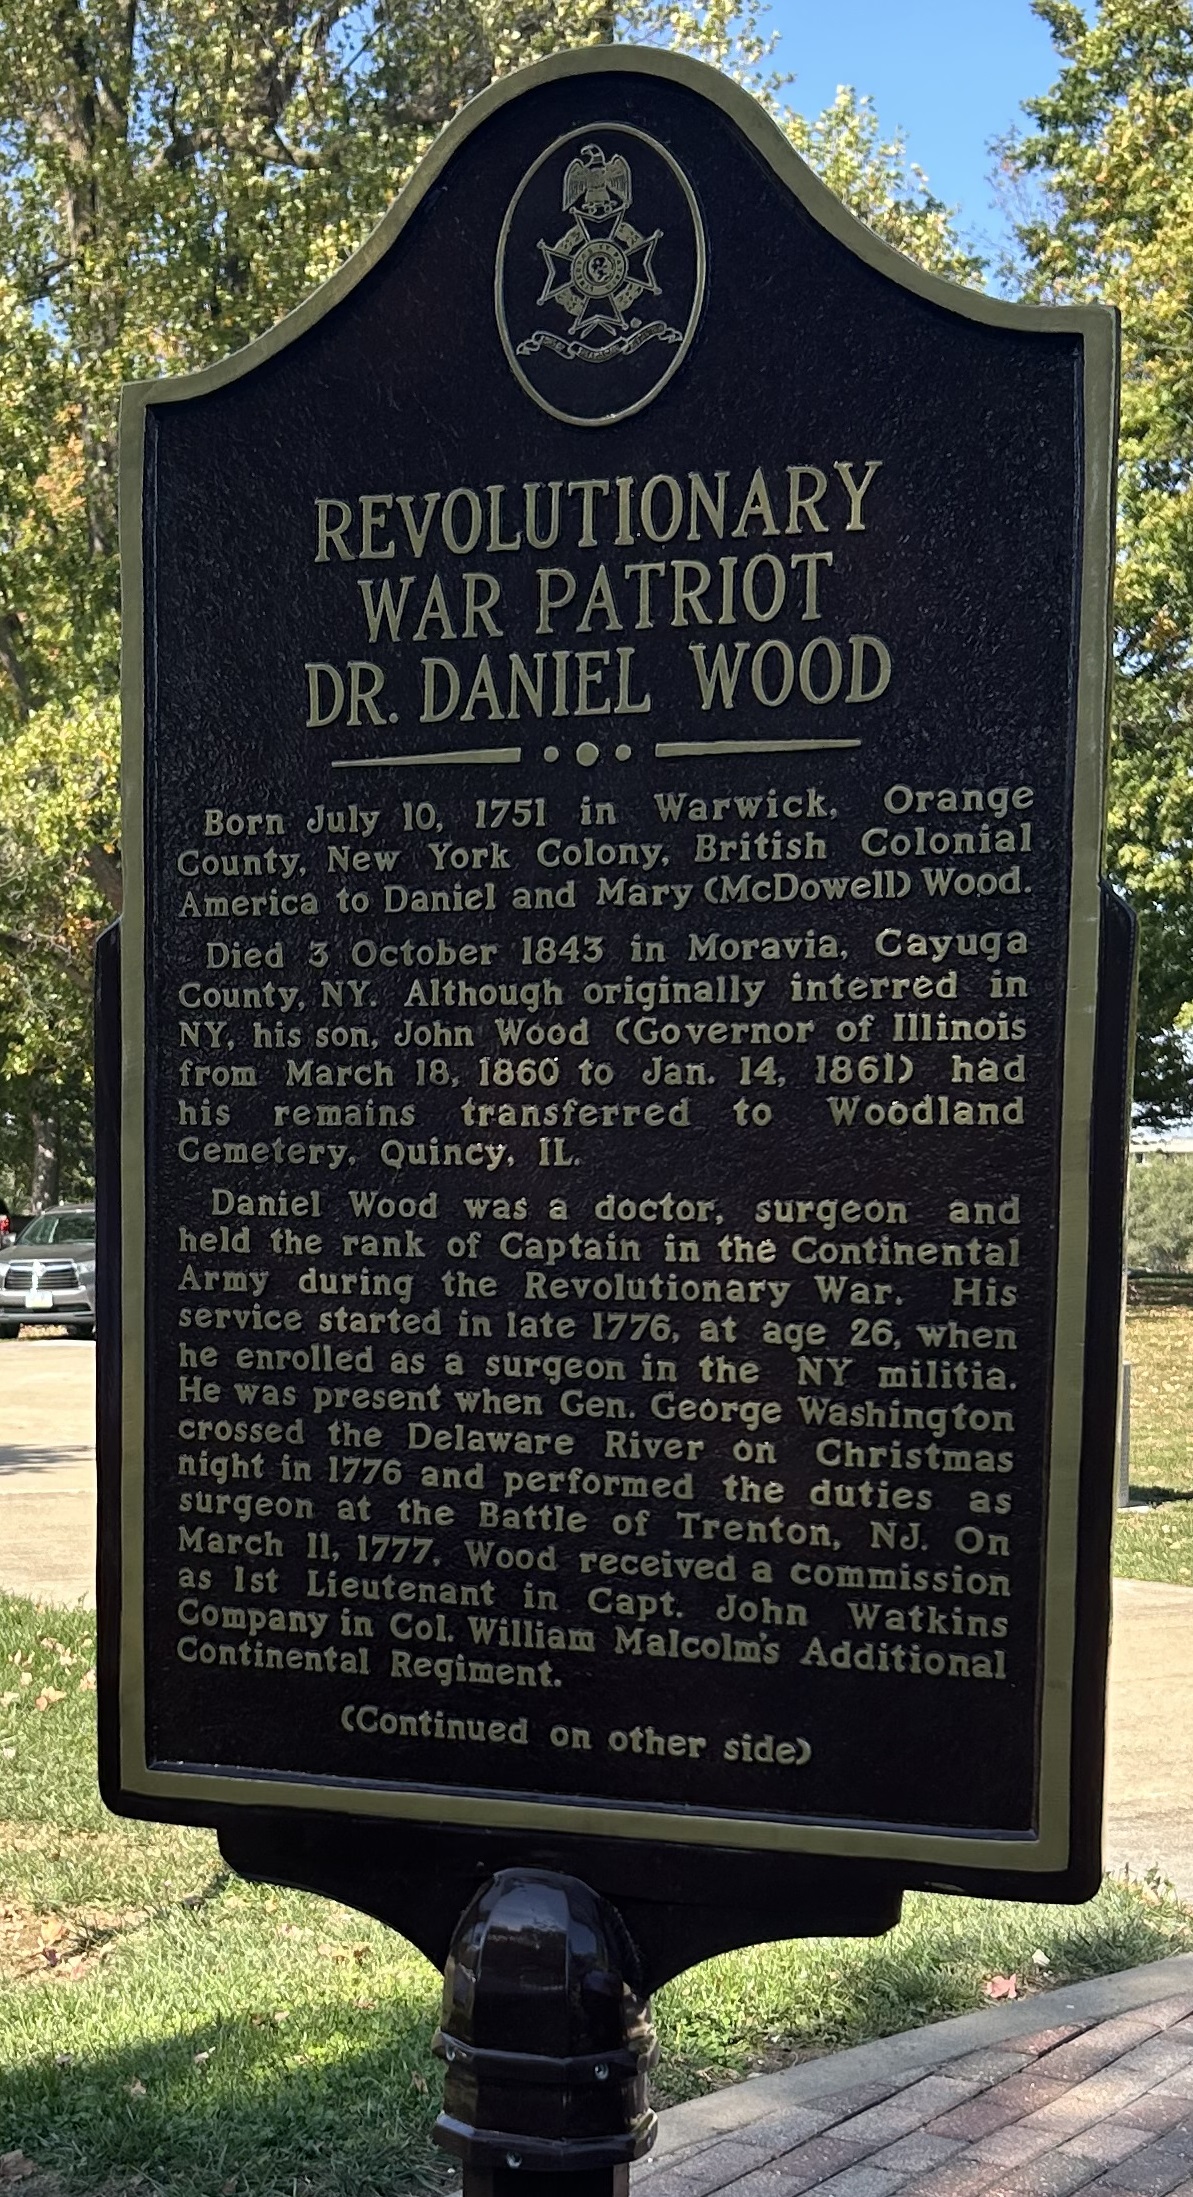 REVOLUTIONARY
WAR PATRIOT
DR. DANIEL WOOD
Born July 10, 1751 in Warwick, Orange
County, New York Colony, British Colonial
America to Daniel and Mary (McDowell) Wood.
Died 3 October 1843 in Moravia, Cayuga
County, NY. Although originally interred in
NY, his son, John Wood (Governor of Illinois
from March 18, 1860 to Jan. 14, 1861) had
his remains transferred to Woodland
Cemetery, Quincy, IL.
Daniel Wood was a doctor, surgeon and
held the rank of Captain in the Continental
Army during the Revolutionary War. His
service started in late 1776, at age 26, when
he enrolled as a surgeon in the NY militia.
He was present when Gen. George Washington
crossed the Delaware River on Christmas
night in 1776 and performed the duties as
surgeon at the Battle of Trenton, NJ. On
March 11, 1777, Wood received a commission
as 1st Lieutenant in Capt. John Watkins
Company in Col. William Malcolm's Additional
Continental Regiment.
(Continued on other side)